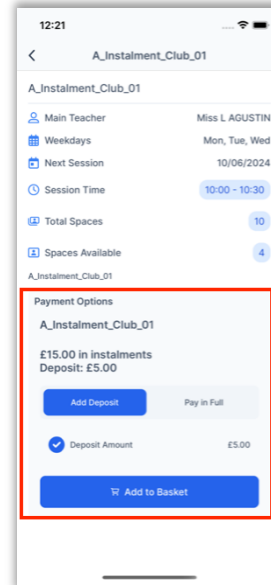 12:21
A_Instalment_Club_01
A_Instalment_Club_01
Main Teacher Miss L AGUSTIN
Weekdays Mon, Tue, Wed
Next Session 10/06/2024
Session Time 10:00 - 10:30
Total Spaces 10
Spaces Available 4
A_Instalment_Club_01
Payment Options
A_Instalment_Club_01
£15.00 in instalments
Deposit: £5.00
Add Deposit Pay in Full
Deposit Amount £5.00
Add to Basket